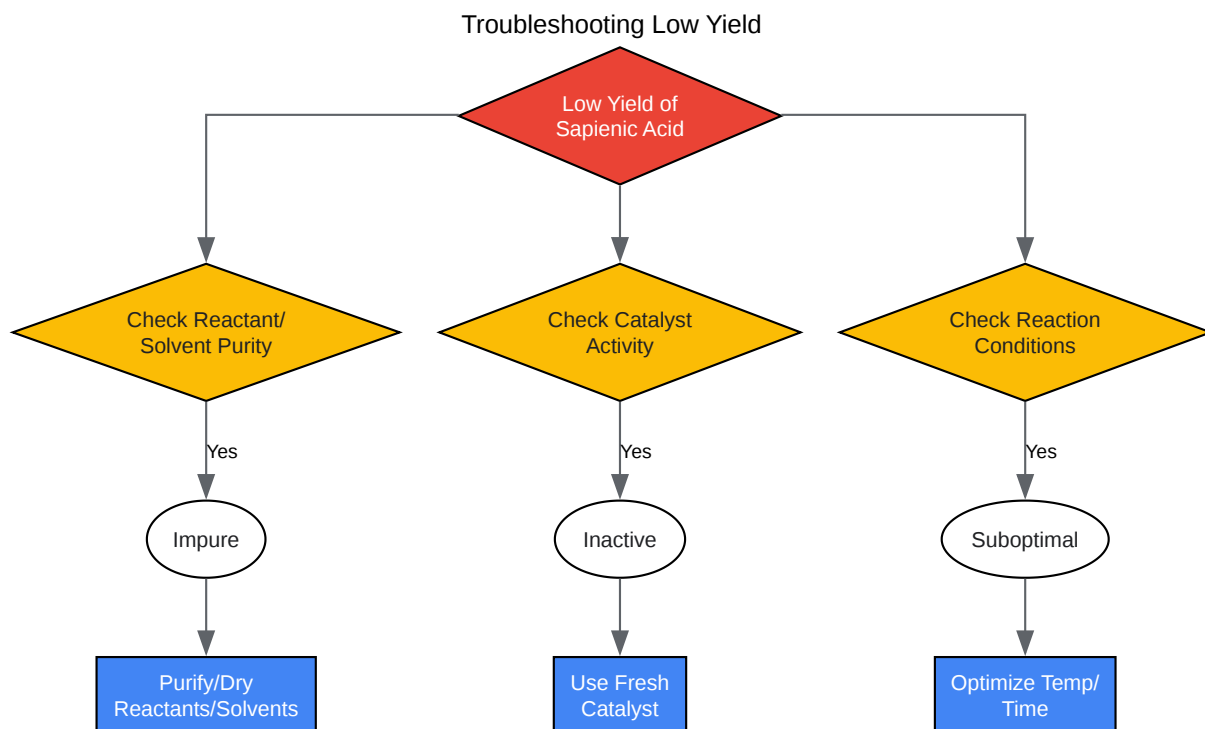 Troubleshooting Low Yield
Low Yield of
Sapienic Acid
Check Reactant/
Solvent Purity
Check Catalyst
Activity
Check Reaction
Conditions
Yes
Yes
Yes
Impure
Inactive
Suboptimal
Purify/Dry
Reactants/Solvents
Use Fresh
Catalyst
Optimize Temp/
Time